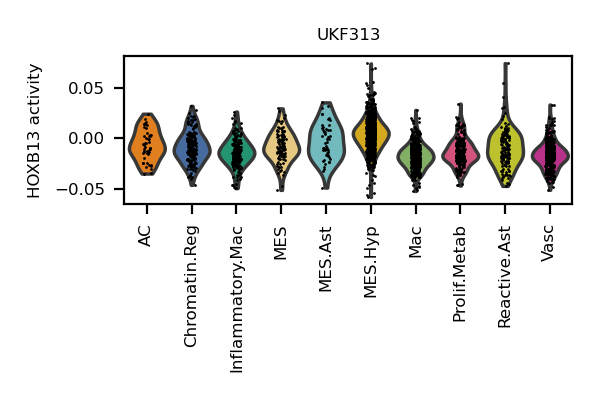 UKF313
HOXB13 activity
0.05
0.00
−0.05
AC
Chromatin.Reg
Inflammatory.Mac
MES
MES.Ast
MES.Hyp
Mac
Prolif.Metab
Reactive.Ast
Vasc